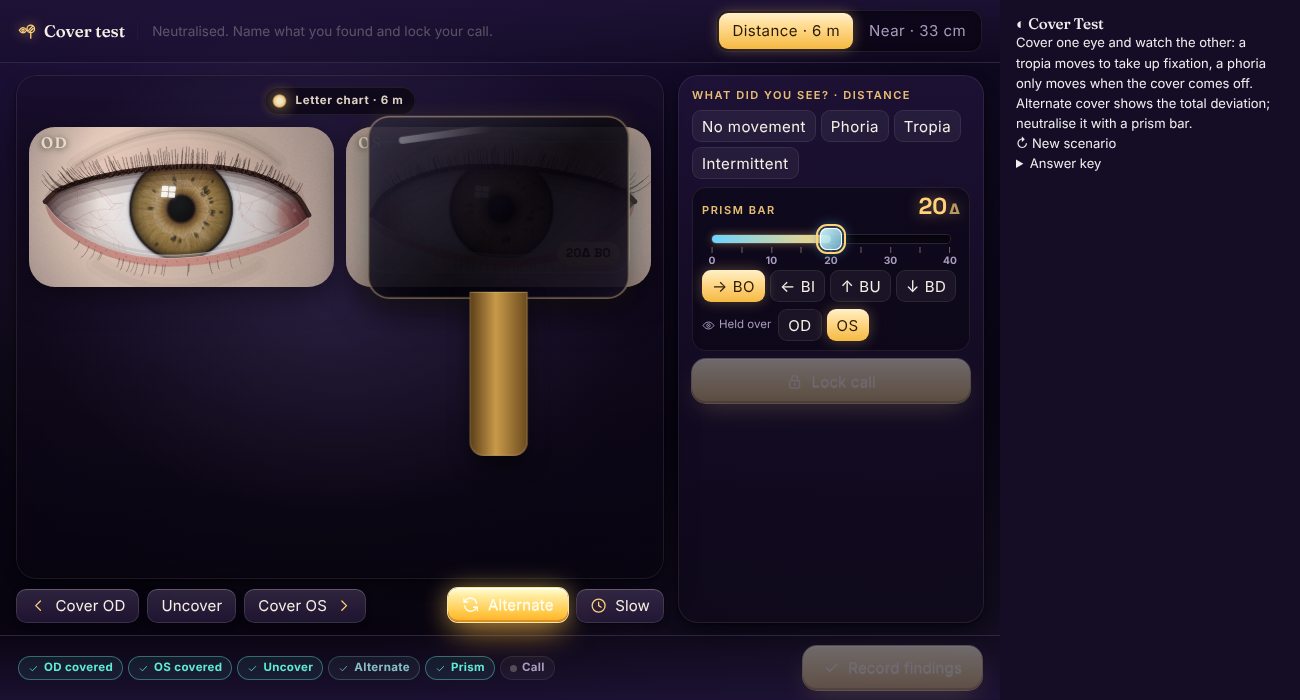 Cover test
Neutralised. Name what you found and lock your call.
Distance · 6 m
Near · 33 cm
Letter chart · 6 m
OD
20Δ BO
WHAT DID YOU SEE? · DISTANCE
No movement
Phoria
Tropia
Intermittent
PRISM BAR
20Δ
0 10 20 30 40
→ BO
← BI
↑ BU
↓ BD
Held over
OD
OS
Lock call
Cover OD
Uncover
Cover OS
Alternate
Slow
OD covered
OS covered
Uncover
Alternate
Prism
Call
Record findings
Cover Test
Cover one eye and watch the other: a
tropia moves to take up fixation, a phoria
only moves when the cover comes off.
Alternate cover shows the total deviation;
neutralise it with a prism bar.
↻ New scenario
▶ Answer key